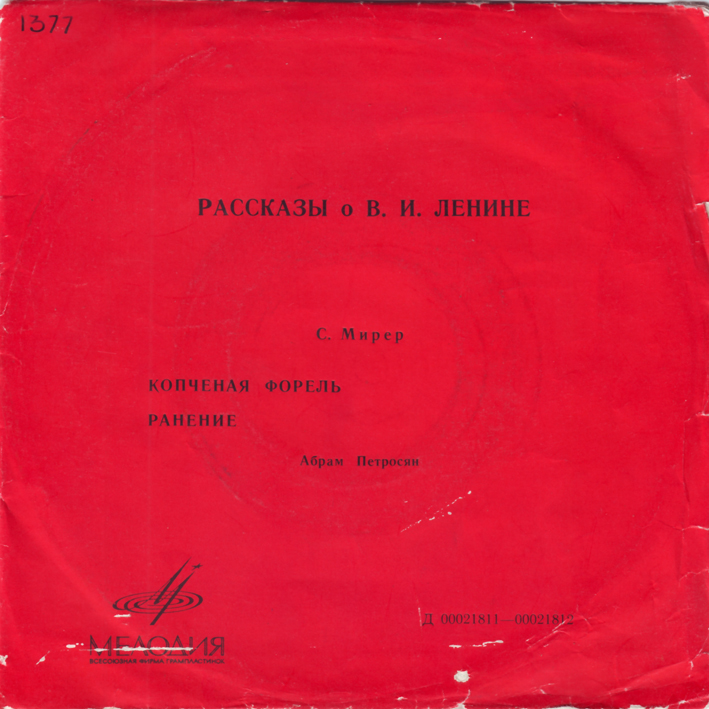 1377
РАССКАЗЫ о В. И. ЛЕНИНЕ
С. Мирер
КОПЧЕНАЯ ФОРЕЛЬ
РАНЕНИЕ
Абрам Петросян
Д 00021811—00021812
МЕЛОДИЯ
ВСЕСОЮЗНАЯ ФИРМА ГРАМПЛАСТИНОК